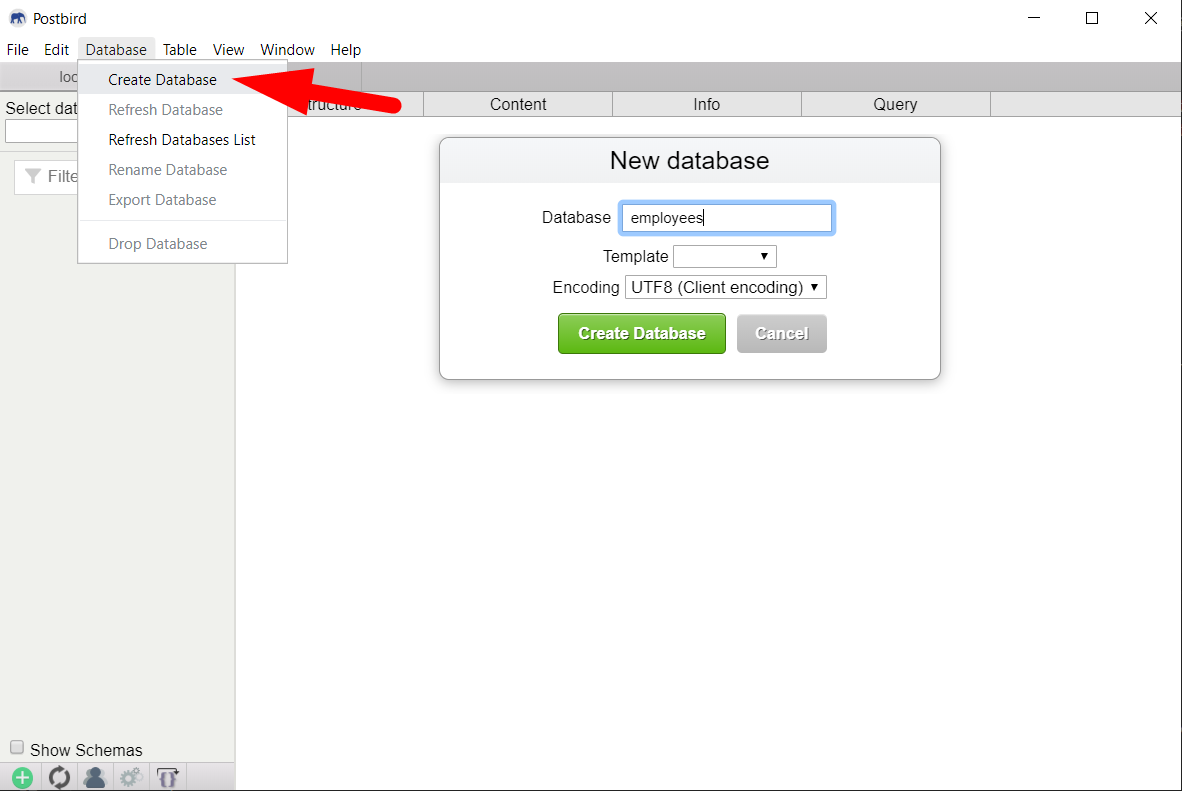 Postbird
File Edit Database Table View Window Help
loc
Create Database
Refresh Database
Refresh Databases List
Rename Database
Export Database
Drop Database
Select dat
Filte
tructure Content Info Query
New database
Database employees
Template
Encoding UTF8 (Client encoding)
Create Database Cancel
Show Schemas